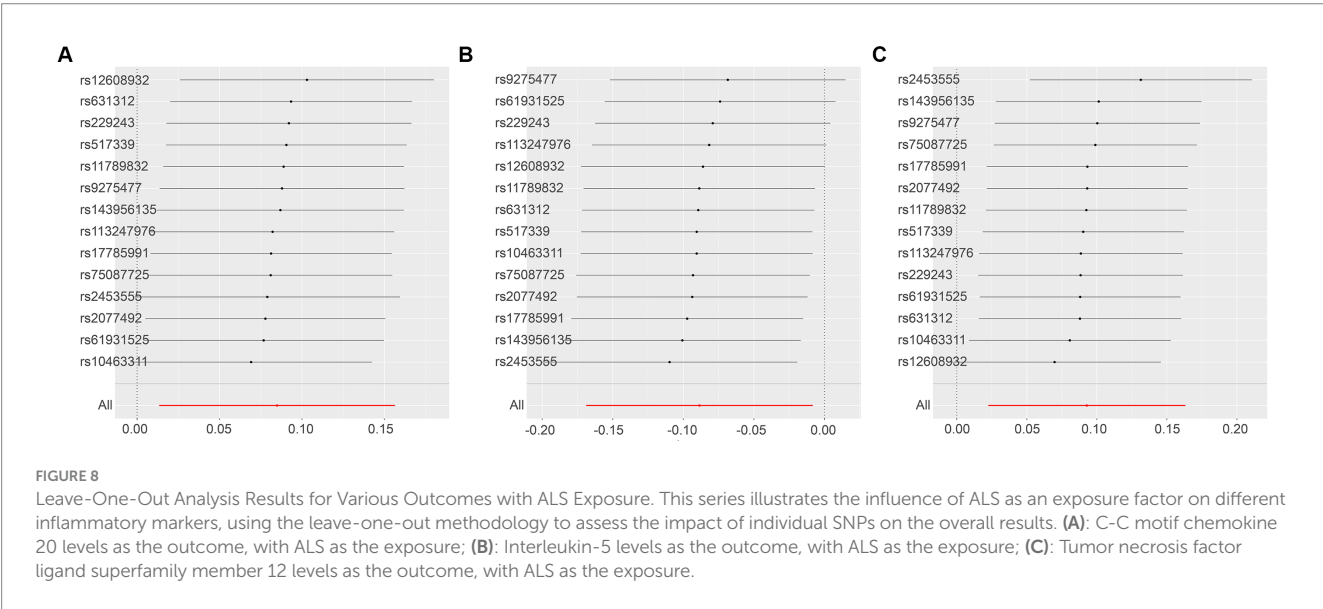 A
rs12608932
rs631312
rs229243
rs517339
rs11789832
rs9275477
rs143956135
rs113247976
rs17785991
rs75087725
rs2453555
rs2077492
rs61931525
rs10463311
All
0.00 0.05 0.10 0.15
B
rs9275477
rs61931525
rs229243
rs113247976
rs12608932
rs11789832
rs631312
rs517339
rs10463311
rs75087725
rs2077492
rs17785991
rs143956135
rs2453555
All
-0.20 -0.15 -0.10 -0.05 0.00
C
rs2453555
rs143956135
rs9275477
rs75087725
rs17785991
rs2077492
rs11789832
rs517339
rs113247976
rs229243
rs61931525
rs631312
rs10463311
rs12608932
All
0.00 0.05 0.10 0.15 0.20
FIGURE 8
Leave-One-Out Analysis Results for Various Outcomes with ALS Exposure. This series illustrates the influence of ALS as an exposure factor on different
inflammatory markers, using the leave-one-out methodology to assess the impact of individual SNPs on the overall results. (A): C-C motif chemokine
20 levels as the outcome, with ALS as the exposure; (B): Interleukin-5 levels as the outcome, with ALS as the exposure; (C): Tumor necrosis factor
ligand superfamily member 12 levels as the outcome, with ALS as the exposure.